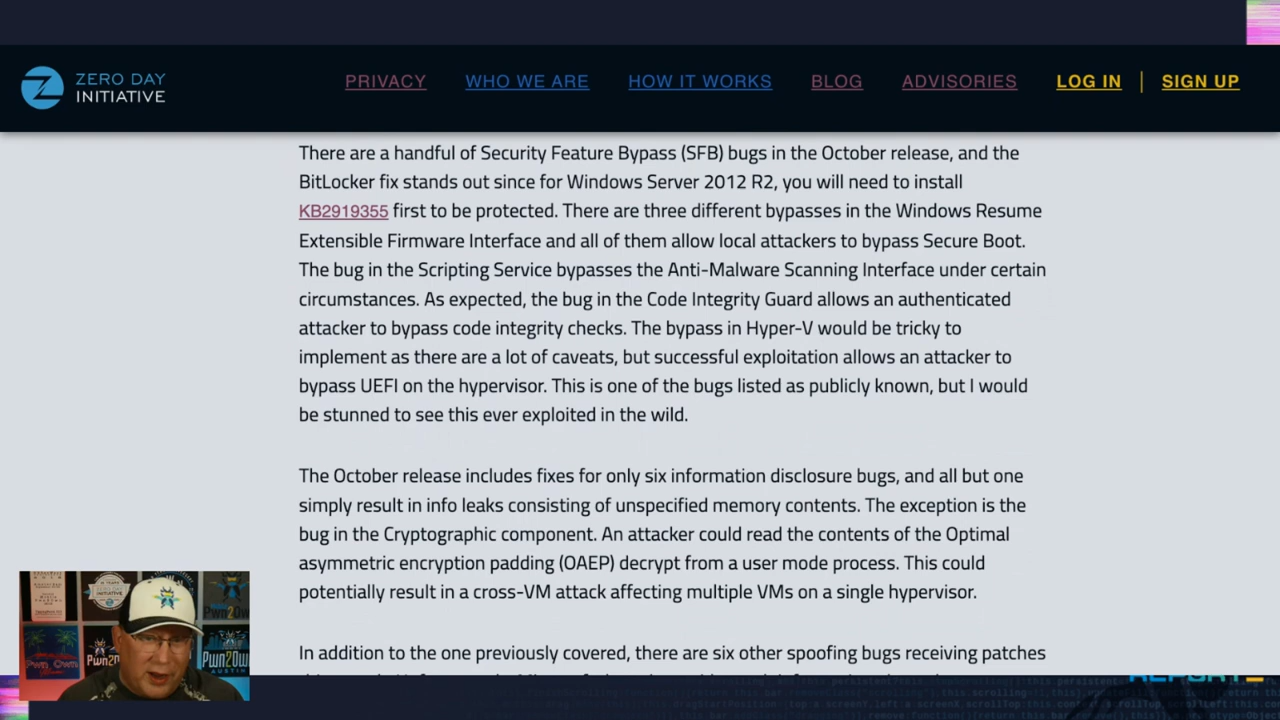 ZERO DAY
INITIATIVE
PRIVACY
WHO WE ARE
HOW IT WORKS
BLOG
ADVISORIES
LOG IN
SIGN UP
There are a handful of Security Feature Bypass (SFB) bugs in the October release, and the
BitLocker fix stands out since for Windows Server 2012 R2, you will need to install
KB2919355 first to be protected. There are three different bypasses in the Windows Resume
Extensible Firmware Interface and all of them allow local attackers to bypass Secure Boot.
The bug in the Scripting Service bypasses the Anti-Malware Scanning Interface under certain
circumstances. As expected, the bug in the Code Integrity Guard allows an authenticated
attacker to bypass code integrity checks. The bypass in Hyper-V would be tricky to
implement as there are a lot of caveats, but successful exploitation allows an attacker to
bypass UEFI on the hypervisor. This is one of the bugs listed as publicly known, but I would
be stunned to see this ever exploited in the wild.
The October release includes fixes for only six information disclosure bugs, and all but one
simply result in info leaks consisting of unspecified memory contents. The exception is the
bug in the Cryptographic component. An attacker could read the contents of the Optimal
asymmetric encryption padding (OAEP) decrypt from a user mode process. This could
potentially result in a cross-VM attack affecting multiple VMs on a single hypervisor.
In addition to the one previously covered, there are six other spoofing bugs receiving patches
Pwn2Own
AUSTIN